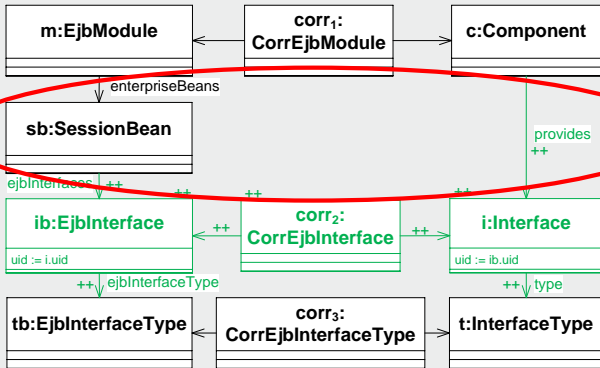 m:EjbModule
corr₁:
CorrEjbModule
c:Component
enterpriseBeans
sb:SessionBean
provides
++
ejbInterfaces
++
++
++
++
ib:EjbInterface
uid := i.uid
++
corr₂:
CorrEjbInterface
++
i:Interface
uid := ib.uid
++
ejbInterfaceType
++
type
tb:EjbInterfaceType
corr₃:
CorrEjbInterfaceType
t:InterfaceType